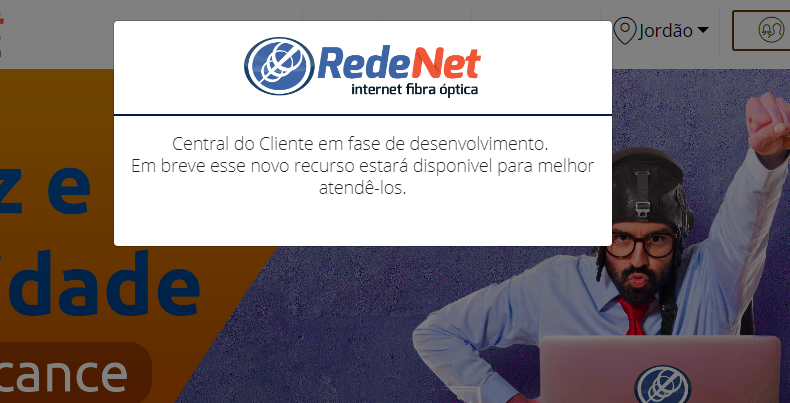 Jordão
RedeNet
internet fibra óptica
Central do Cliente em fase de desenvolvimento.
Em breve esse novo recurso estará disponivel para melhor
atendê-los.
z e
idade
cance